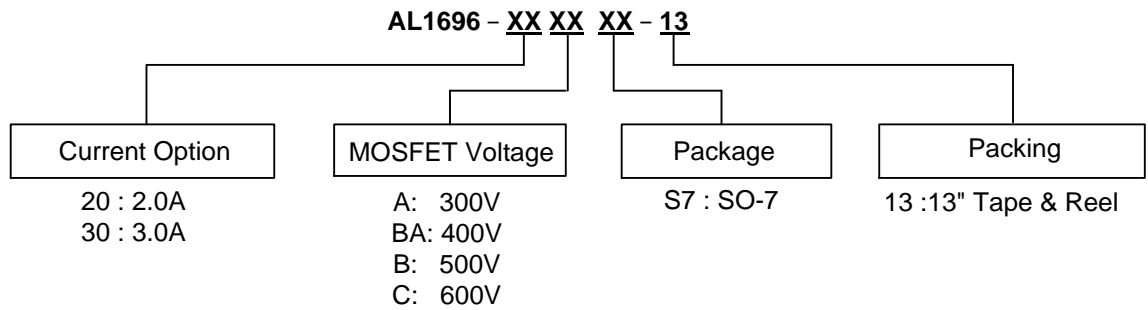 AL1696 – XX XX XX – 13
Current Option
20 : 2.0A
30 : 3.0A
MOSFET Voltage
A: 300V
BA: 400V
B: 500V
C: 600V
Package
S7 : SO-7
Packing
13 :13" Tape & Reel